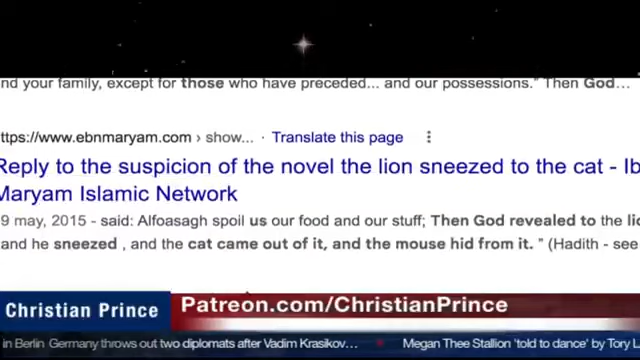 nd your family, except for those who have preceded... and our possessions." Then God...
ttps://www.ebnmaryam.com › show... · Translate this page
Reply to the suspicion of the novel the lion sneezed to the cat - Ib
Maryam Islamic Network
9 may, 2015 - said: Alfoasagh spoil us our food and our stuff; Then God revealed to the lio
and he sneezed , and the cat came out of it, and the mouse hid from it. " (Hadith - see
Christian Prince
Patreon.com/ChristianPrince
in Berlin Germany throws out two diplomats after Vadim Krasikov...
Megan Thee Stallion 'told to dance' by Tory L